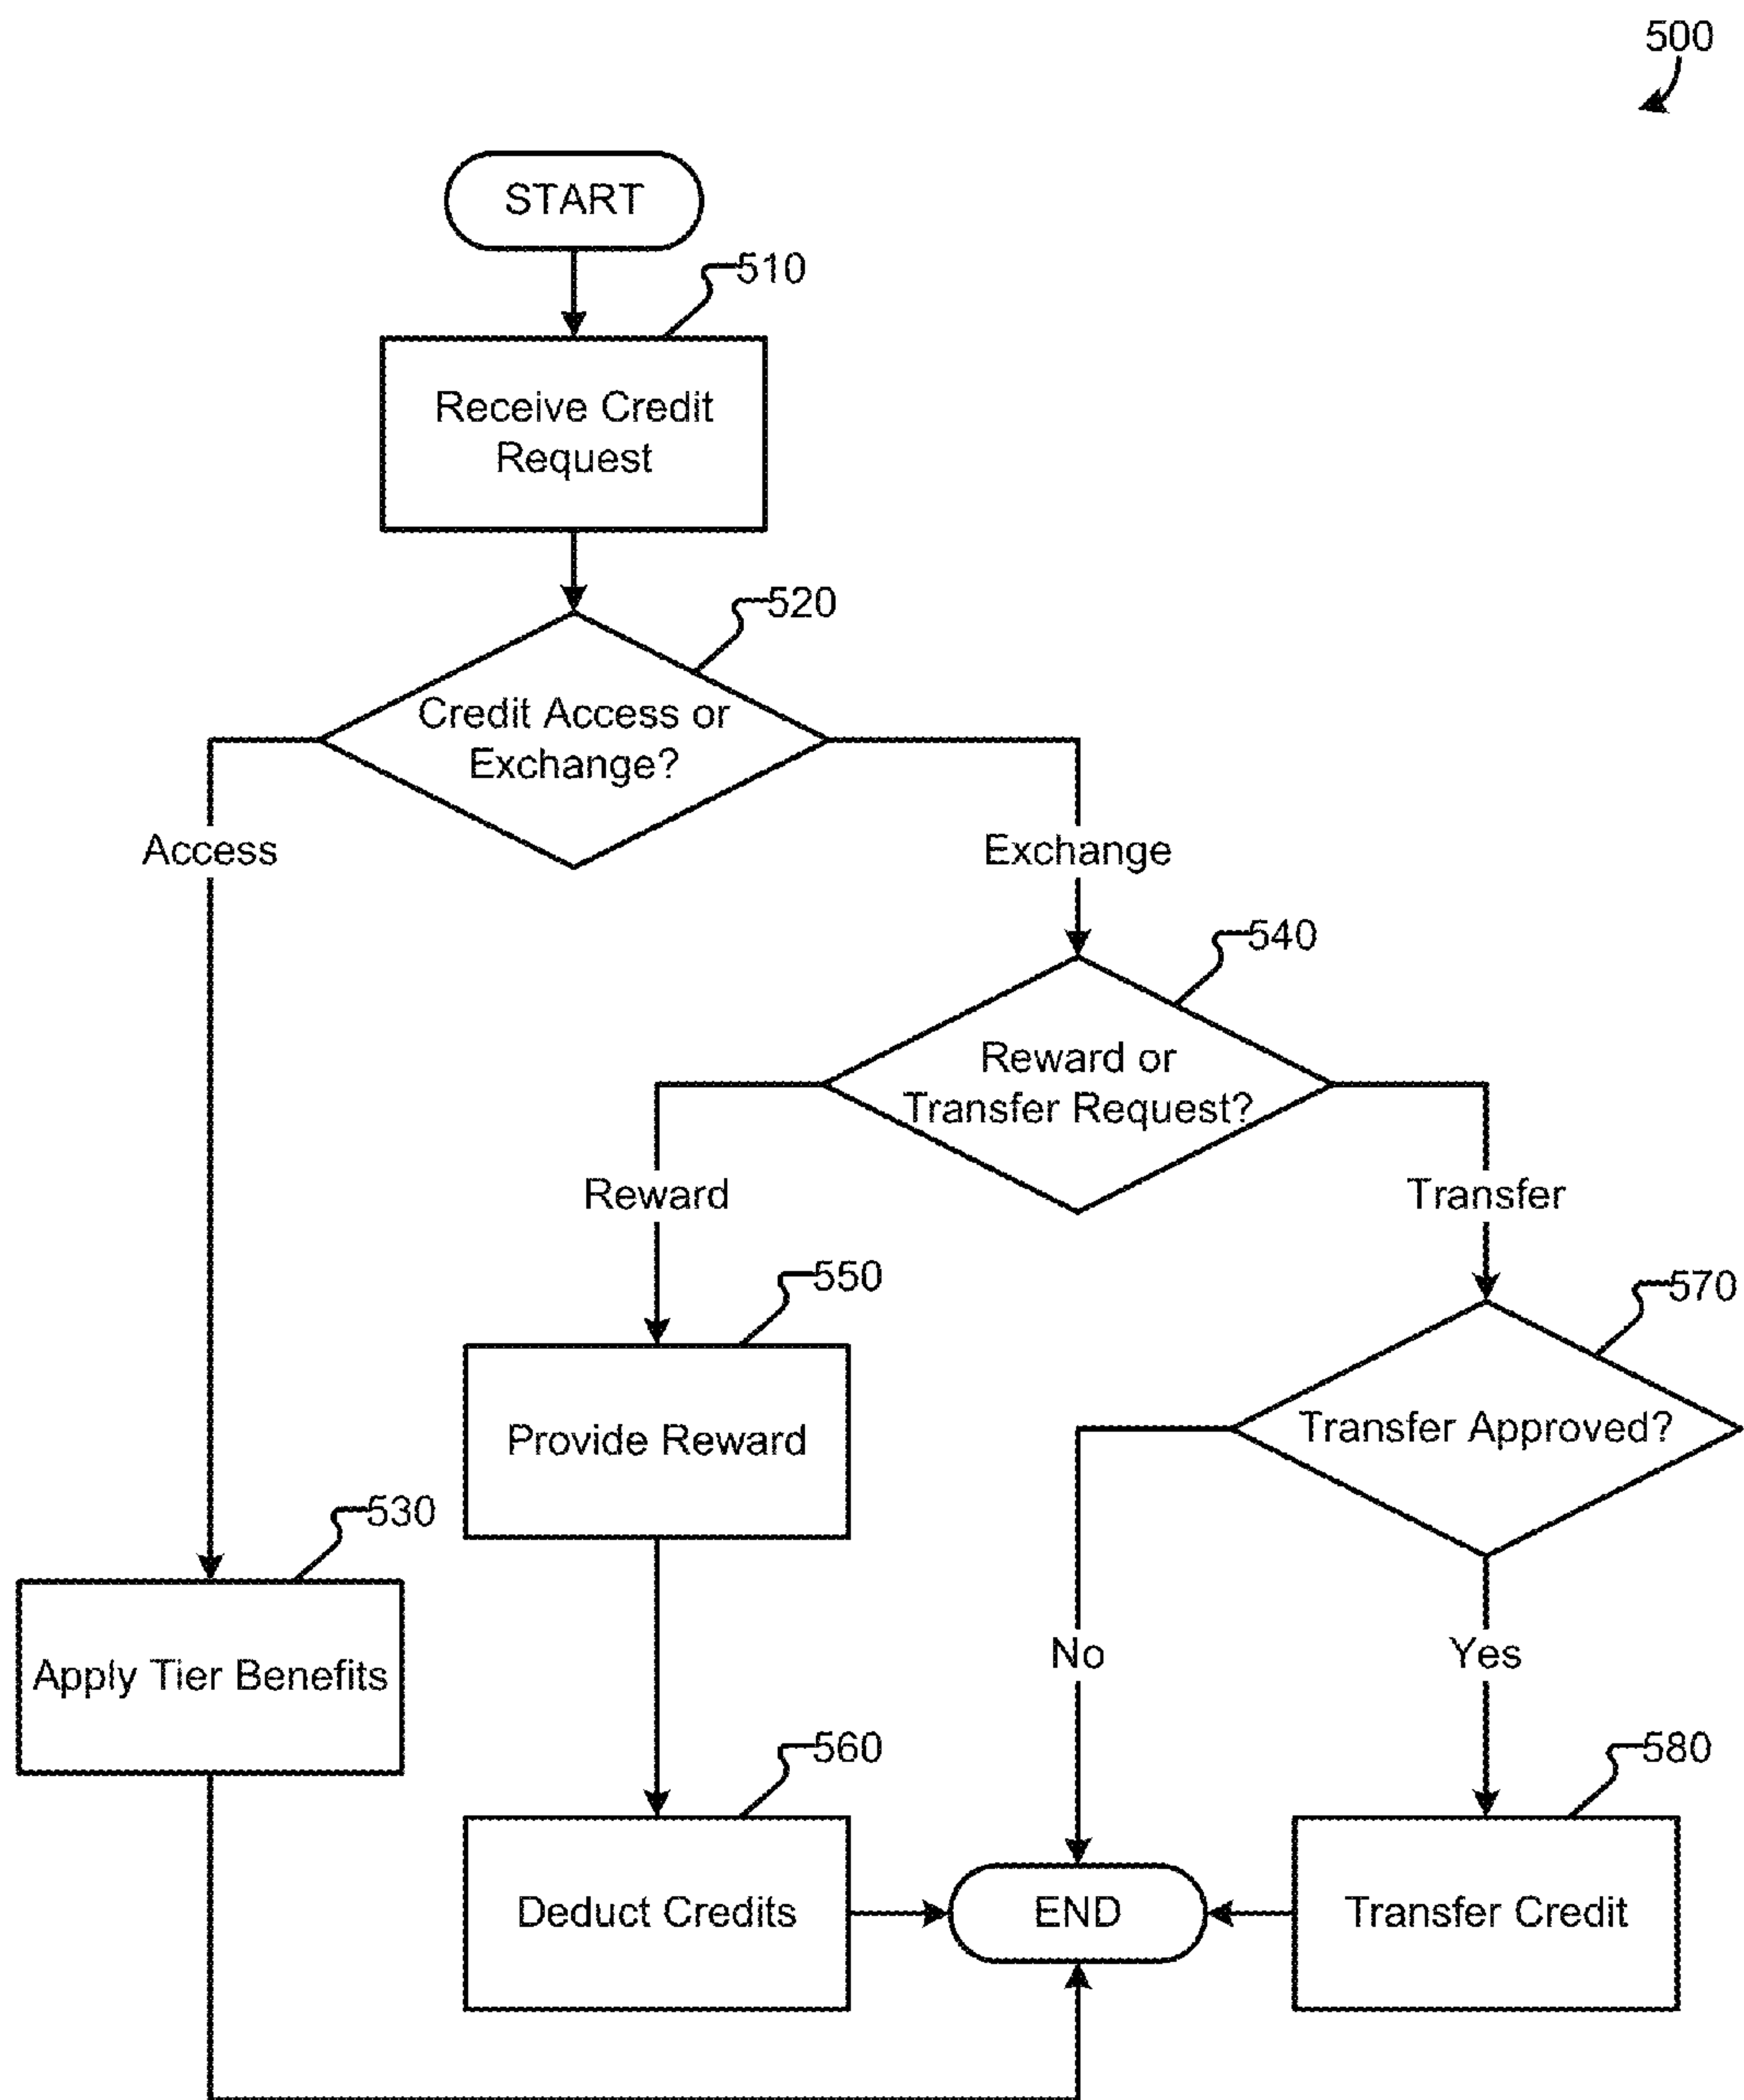 500
START
510
Receive Credit
Request
520
Credit Access or
Exchange?
Access
Exchange
540
Reward or
Transfer Request?
Reward
Transfer
550
570
Provide Reward
Transfer Approved?
530
Apply Tier Benefits
No
Yes
560
580
Deduct Credits
END
Transfer Credit